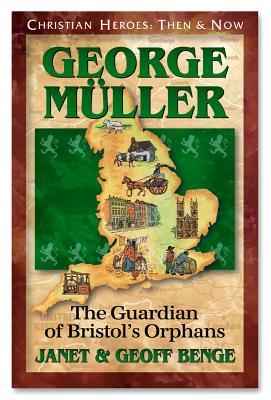 CHRISTIAN HEROES: THEN & NOW
GEORGE
MÜLLER
The Guardian
of Bristol's Orphans
JANET & GEOFF BENGE